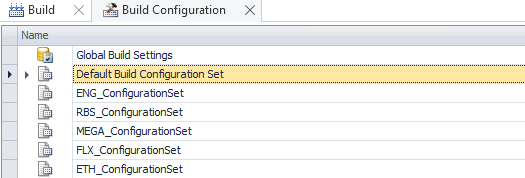 Build
Build Configuration
Name
Global Build Settings
Default Build Configuration Set
ENG_ConfigurationSet
RBS_ConfigurationSet
MEGA_ConfigurationSet
FLX_ConfigurationSet
ETH_ConfigurationSet